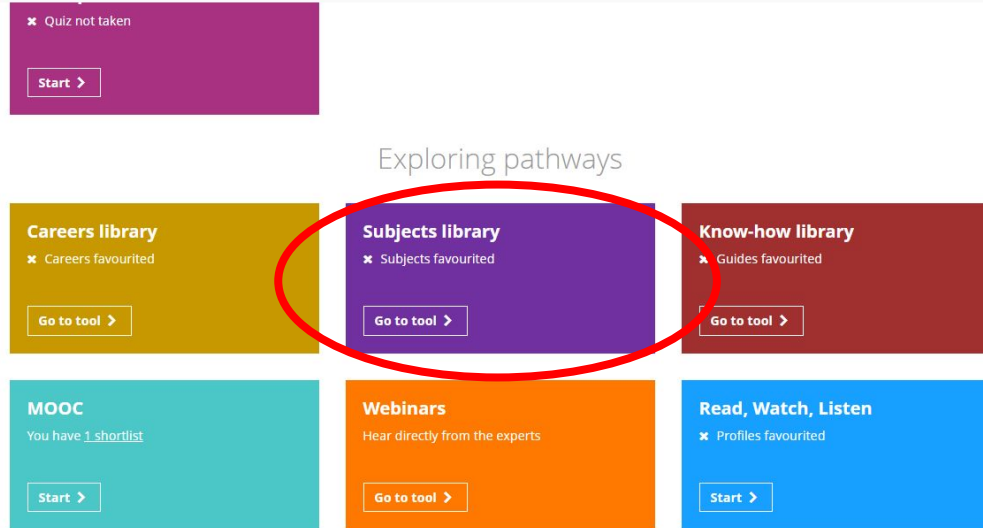 Quiz not taken
Start
Exploring pathways
Careers library
Careers favourited
Go to tool
Subjects library
Subjects favourited
Go to tool
Know-how library
Guides favourited
Go to tool
MOOC
You have 1 shortlist
Start
Webinars
Hear directly from the experts
Go to tool
Read, Watch, Listen
Profiles favourited
Start